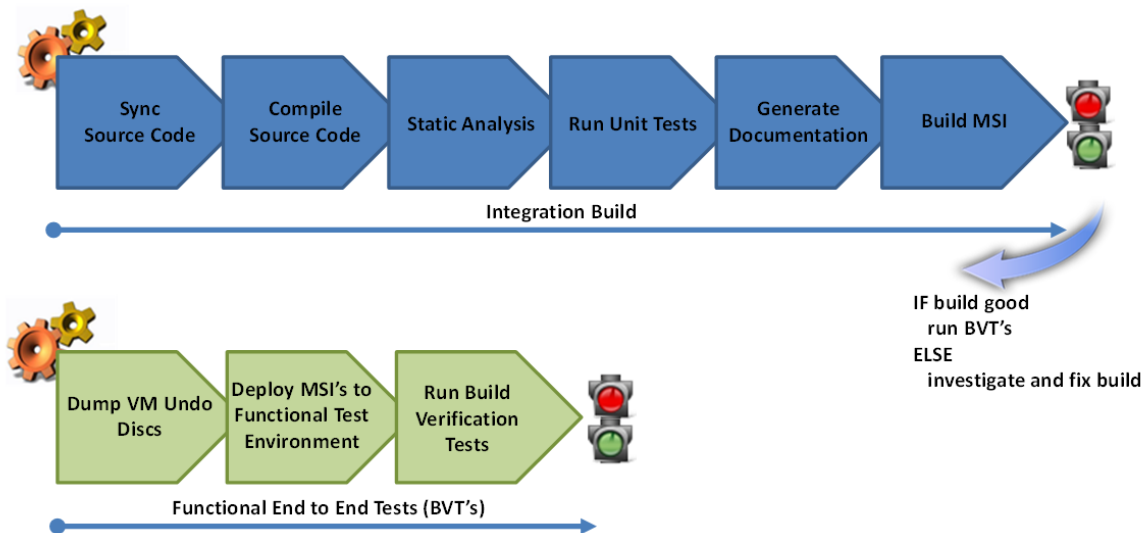 Sync
Source Code
Compile
Source Code
Static Analysis
Run Unit Tests
Generate
Documentation
Build MSI
Integration Build
IF build good
run BVT's
ELSE
investigate and fix build
Dump VM Undo
Discs
Deploy MSI's to
Functional Test
Environment
Run Build
Verification
Tests
Functional End to End Tests (BVT's)